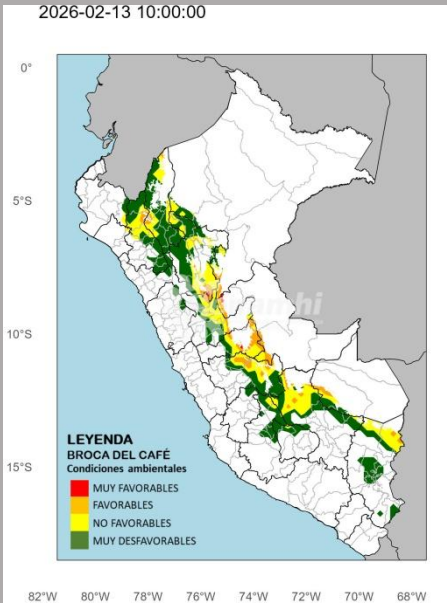 2026-02-13 10:00:00
0°
5°S
10°S
15°S
LEYENDA
BROCA DEL CAFÉ
Condiciones ambientales
MUY FAVORABLES
FAVORABLES
NO FAVORABLES
MUY DESFAVORABLES
82°W 80°W 78°W 76°W 74°W 72°W 70°W 68°W